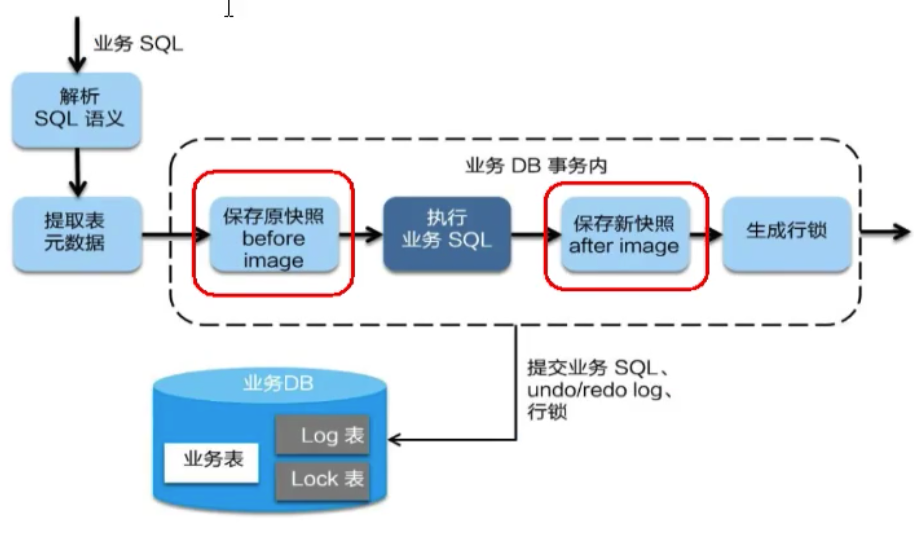 业务 SQL
解析
SQL 语义
提取表
元数据
业务 DB 事务内
保存原快照
before
image
执行
业务 SQL
保存新快照
after image
生成行锁
提交业务 SQL、
undo/redo log、
行锁
业务DB
业务表
Log 表
Lock 表